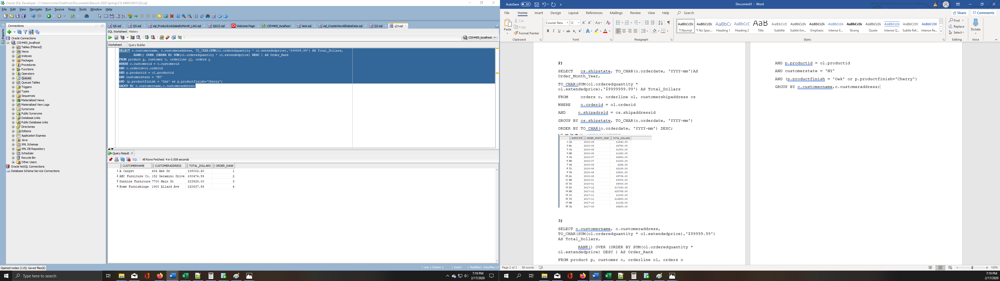 Oracle SQL Developer : C:\Users\richa\OneDrive\Documents\Baruch 2020 Spring\CIS 4400\HW1\Q3.sql
File Edit View Navigate Run Source Team Tools Window Help
Connections
Reports
Oracle Connections
CIS4400_localhost
Tables (Filtered)
Views
Indexes
Packages
Procedures
Functions
Operators
Queues
Queues Tables
Triggers
Types
Sequences
Materialized Views
Materialized View Logs
Synonyms
Public Synonyms
Database Links
Public Database Links
Directories
Editions
Application Express
Java
XML Schemas
XML DB Repository
Scheduler
Recycle Bin
Other Users
Oracle NoSQL Connections
Database Schema Service Connections
Q6.sql Q5.sql sql_ProductLineSalesByMonth_LAG.sql Q6(1).sql Welcome Page CIS4400_localhost test.sql sql_CreateViewAllSalesData.sql Q2.sql Q3.sql
SQL Worksheet History
CIS4400_localhost
Worksheet Query Builder
SELECT c.customername, c.customeraddress, TO_CHAR(SUM(ol.orderedquantity * ol.extendedprice),'$99999.99') AS Total_Dollars,
RANK() OVER (ORDER BY SUM(ol.orderedquantity * ol.extendedprice) DESC ) AS Order_Rank
FROM product p, customer c, orderline ol, orders o
WHERE c.customerid = o.customerid
AND o.orderid=ol.orderid
AND p.productid = ol.productid
AND customerstate = 'NY'
AND (p.productfinish = 'Oak' or p.productfinish='Cherry')
GROUP BY c.customername,c.customeraddress;
Query Result x
SQL | All Rows Fetched: 4 in 0.008 seconds
CUSTOMERNAME CUSTOMERADDRESS TOTAL_DOLLARS ORDER_RANK
1 A Carpet 434 Abe Dr $38002.40 1
2 ABC Furniture Co. 152 Geramino Drive $30474.59 2
3 Dunkins Furniture 7700 Main St $23929.00 3
4 Home Furnishings 1900 Allard Ave $20637.56 4
Opened nodes (115); Saved files(6)
| Line 1 Column 1 | Insert | Modified | Unix/Mac: LF
Type here to search
7:19 PM
2/17/2020
AutoSave Off
Document3 - Word
File Home Insert Design Layout References Mailings Review View Help Search
Share Comments
Paste
Cut
Copy
Format Painter
Clipboard
Courier New 12
Font
Paragraph
AaBbCcDc AaBbCcDc AaBbCc AaBbCcD AaB AaBbCcD AaBbCcDc AaBbCcDc AaBbCcDc AaBbCcDc AaBbCcDc AaBbCcDc AaBbCcDc AaBbCcDc
¶ Normal ¶ No Spac... Heading 1 Heading 2 Title Subtitle Subtle Em... Emphasis Intense E... Strong Quote Intense Q... Subtle Ref... Intense Re...
Styles
Find
Replace
Select
Editing
Dictate
Voice
2)
SELECT cs.shipstate, TO_CHAR(o.orderdate, 'YYYY-mm')AS
Order_Month_Year,
TO_CHAR(SUM(ol.orderedquantity *
ol.extendedprice),'$9999999.99') AS Total_Dollars
FROM orders o, orderline ol, customershipaddress cs
WHERE o.orderid = ol.orderid
AND o.shipadrsid = cs.shipaddressid
GROUP BY cs.shipstate, TO_CHAR(o.orderdate, 'YYYY-mm')
ORDER BY TO_CHAR(o.orderdate, 'YYYY-mm') DESC;
SHIPSTATE ORDER_MONTH_YEAR TOTAL_DOLLARS
1 CA 2018-09 $1540.00
2 Me 2018-09 $4750.00
3 CA 2018-08 $1800.00
4 NM 2018-08 $1320.00
5 CA 2018-07 $2520.00
6 NM 2018-07 $1000.00
7 OH 2018-06 $254.00
8 TX 2018-06 $2160.00
9 VA 2018-06 $3631.00
10 AL 2018-02 $9736.00
11 NM 2018-01 $8000.00
12 TX 2018-01 $5000.00
13 KS 2017-12 $17150.00
14 NM 2017-12 $20765.00
15 CO 2017-11 $1000.00
16 TX 2017-11 $12680.00
17 NM 2017-10 $1152.00
18 CA 2017-09 $5280.00
3)
SELECT c.customername, c.customeraddress,
TO_CHAR(SUM(ol.orderedquantity * ol.extendedprice),'$99999.99')
AS Total_Dollars,
RANK() OVER (ORDER BY SUM(ol.orderedquantity *
ol.extendedprice) DESC ) AS Order_Rank
FROM product p, customer c, orderline ol, orders o
AND p.productid = ol.productid
AND customerstate = 'NY'
AND (p.productfinish = 'Oak' or p.productfinish='Cherry')
GROUP BY c.customername,c.customeraddress;
Page 2 of 2 88 words
100%
7:19 PM
2/17/2020